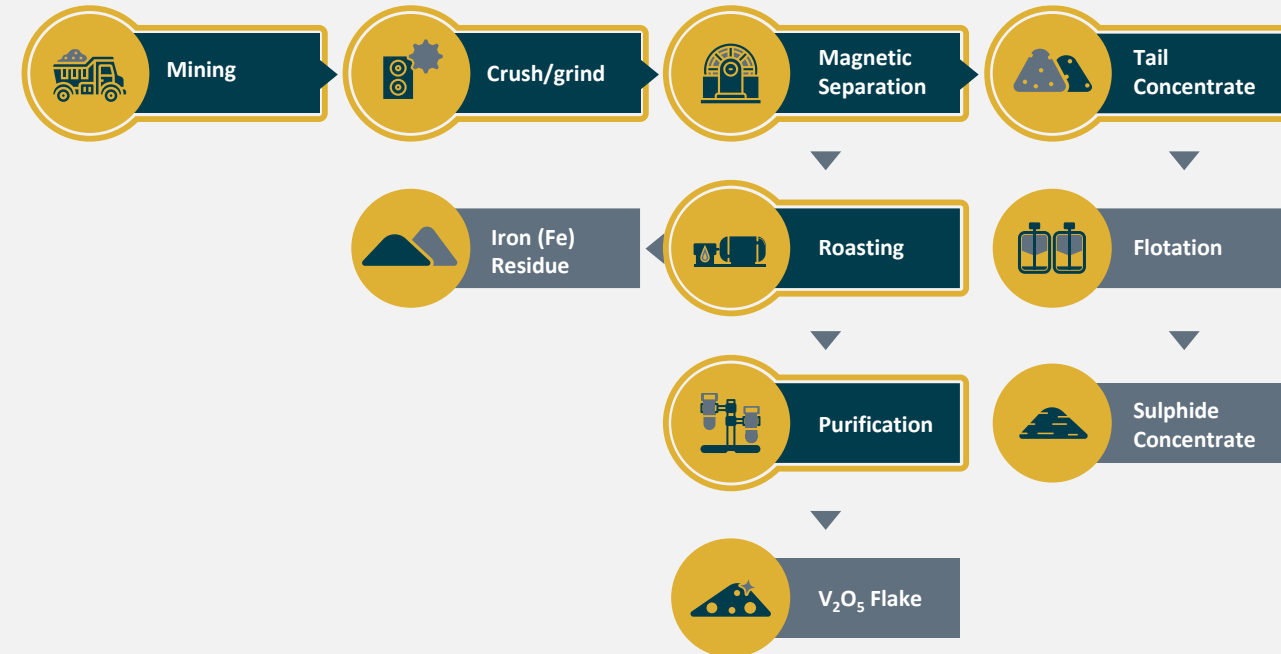 Mining
Crush/grind
Magnetic
Separation
Tail
Concentrate
Iron (Fe)
Residue
Roasting
Flotation
Purification
Sulphide
Concentrate
V₂O₅ Flake